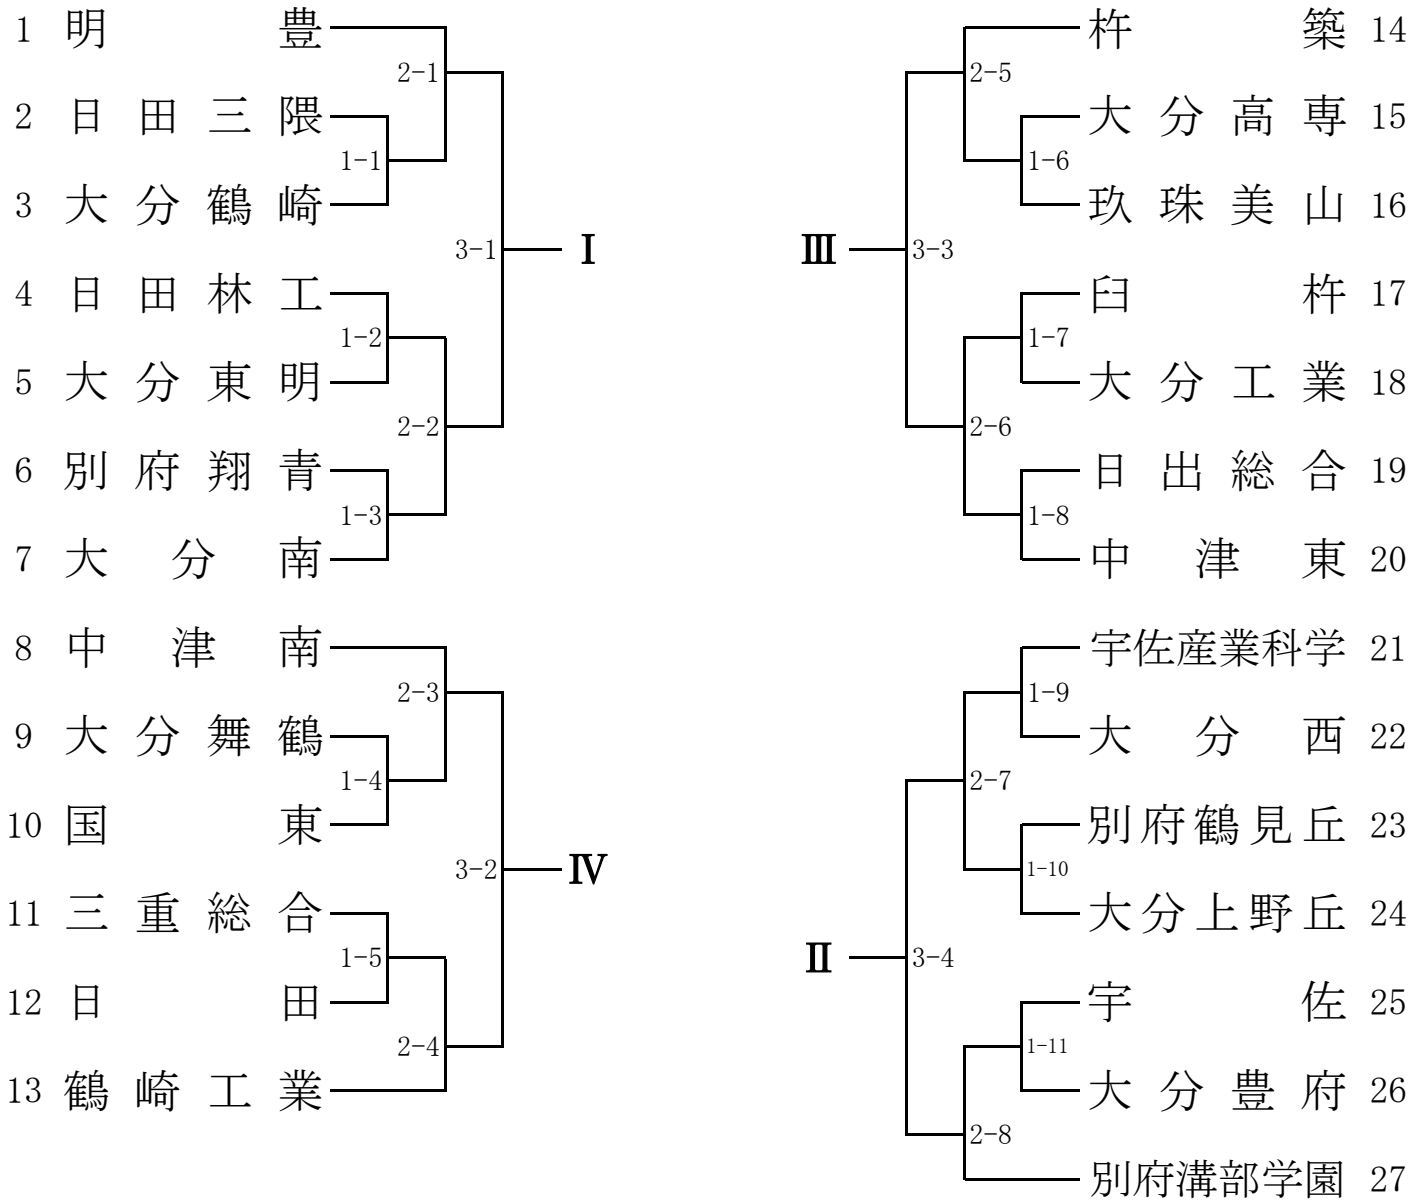 1 明豊
2-1
2 日田三隈
1-1
3 大分鶴崎
3-1
I
4 日田林工
1-2
5 大分東明
2-2
6 別府翔青
1-3
7 大分南
8 中津南
2-3
9 大分舞鶴
1-4
10 国東
3-2
IV
11 三重総合
1-5
12 日田
2-4
13 鶴崎工業
杵築 14
2-5
大分高専 15
1-6
玖珠美山 16
III
3-3
臼杵 17
1-7
大分工業 18
2-6
日出総合 19
1-8
中津東 20
宇佐産業科学 21
1-9
大分西 22
2-7
別府鶴見丘 23
1-10
大分上野丘 24
II
3-4
宇佐 25
1-11
大分豊府 26
2-8
別府溝部学園 27